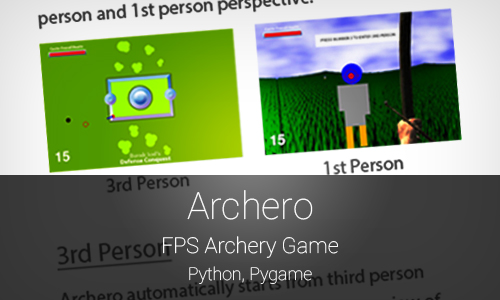 person and 1st person perspective.
15
Defense Conquest
15
3rd Person
1st Person
Archero
FPS Archery Game
Python, Pygame
3rd Person
Archero automatically starts from third person